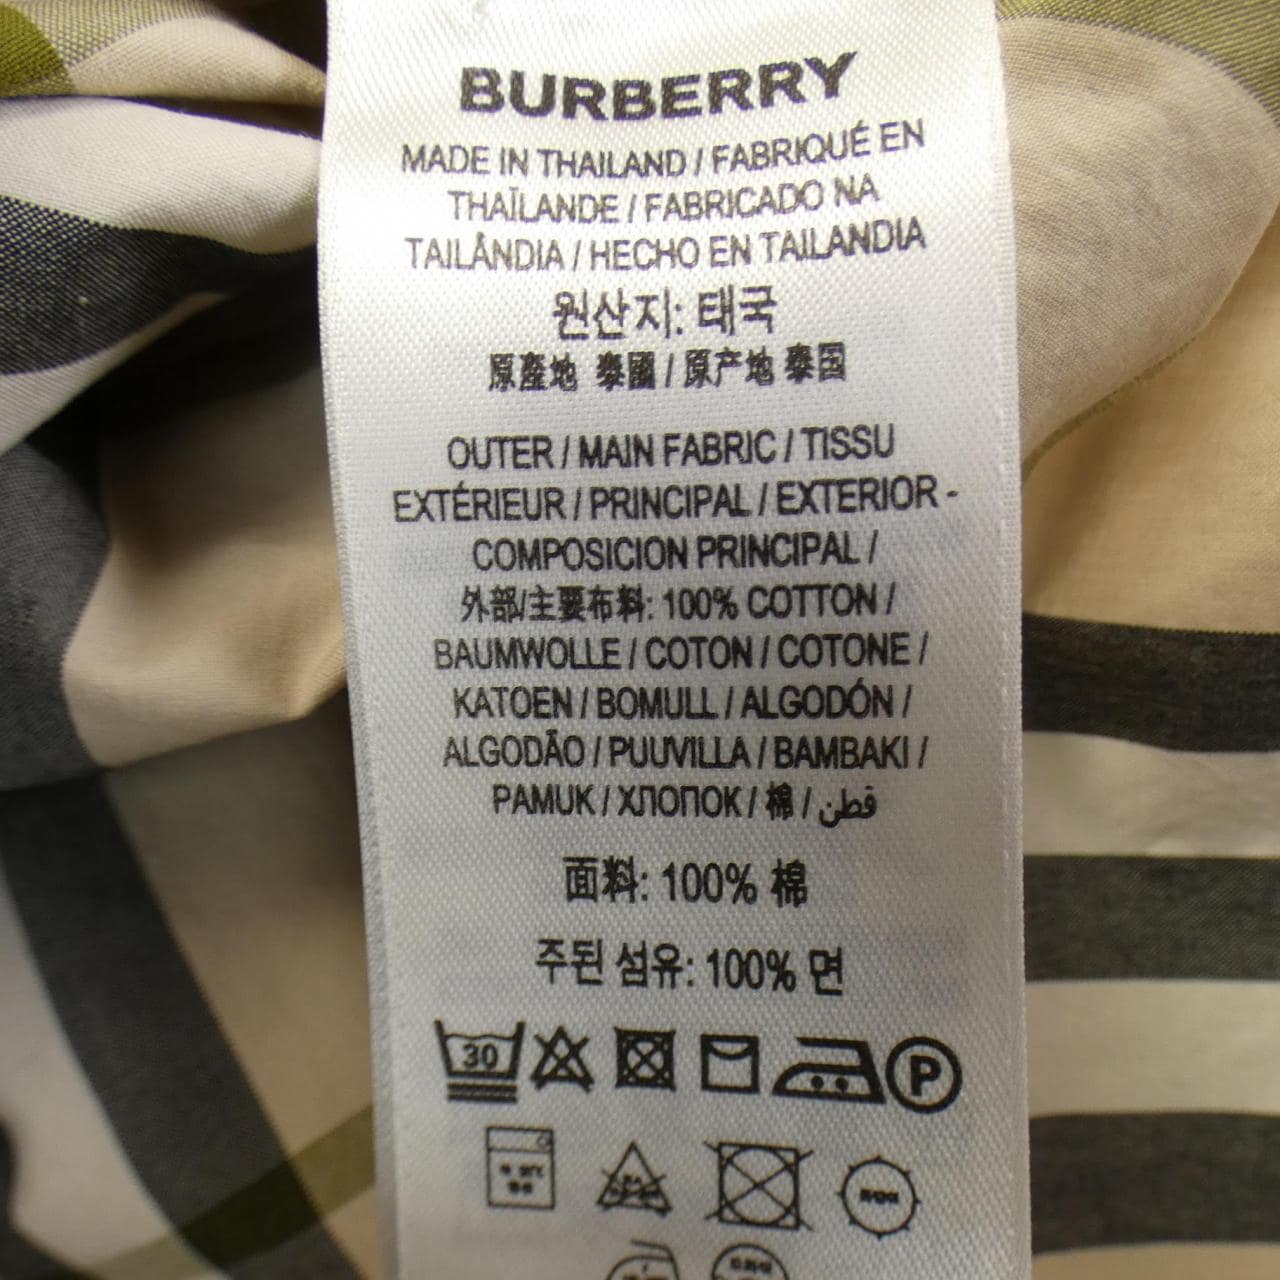 BURBERRY
MADE IN THAILAND / FABRIQUÉ EN
THAÏLANDE / FABRICADO NA
TAILÂNDIA / HECHO EN TAILANDIA
원산지: 태국
原產地 泰國 / 原产地 泰国
OUTER / MAIN FABRIC / TISSU
EXTÉRIEUR / PRINCIPAL / EXTERIOR -
COMPOSICION PRINCIPAL /
外部/主要布料: 100% COTTON /
BAUMWOLLE / COTON / COTONE /
KATOEN / BOMULL / ALGODÓN /
ALGODÃO / PUUVILLA / BAMBAKI /
PAMUK / ХЛОПОК / 棉 / قطن
面料: 100% 棉
주된 섬유: 100% 면
30 P